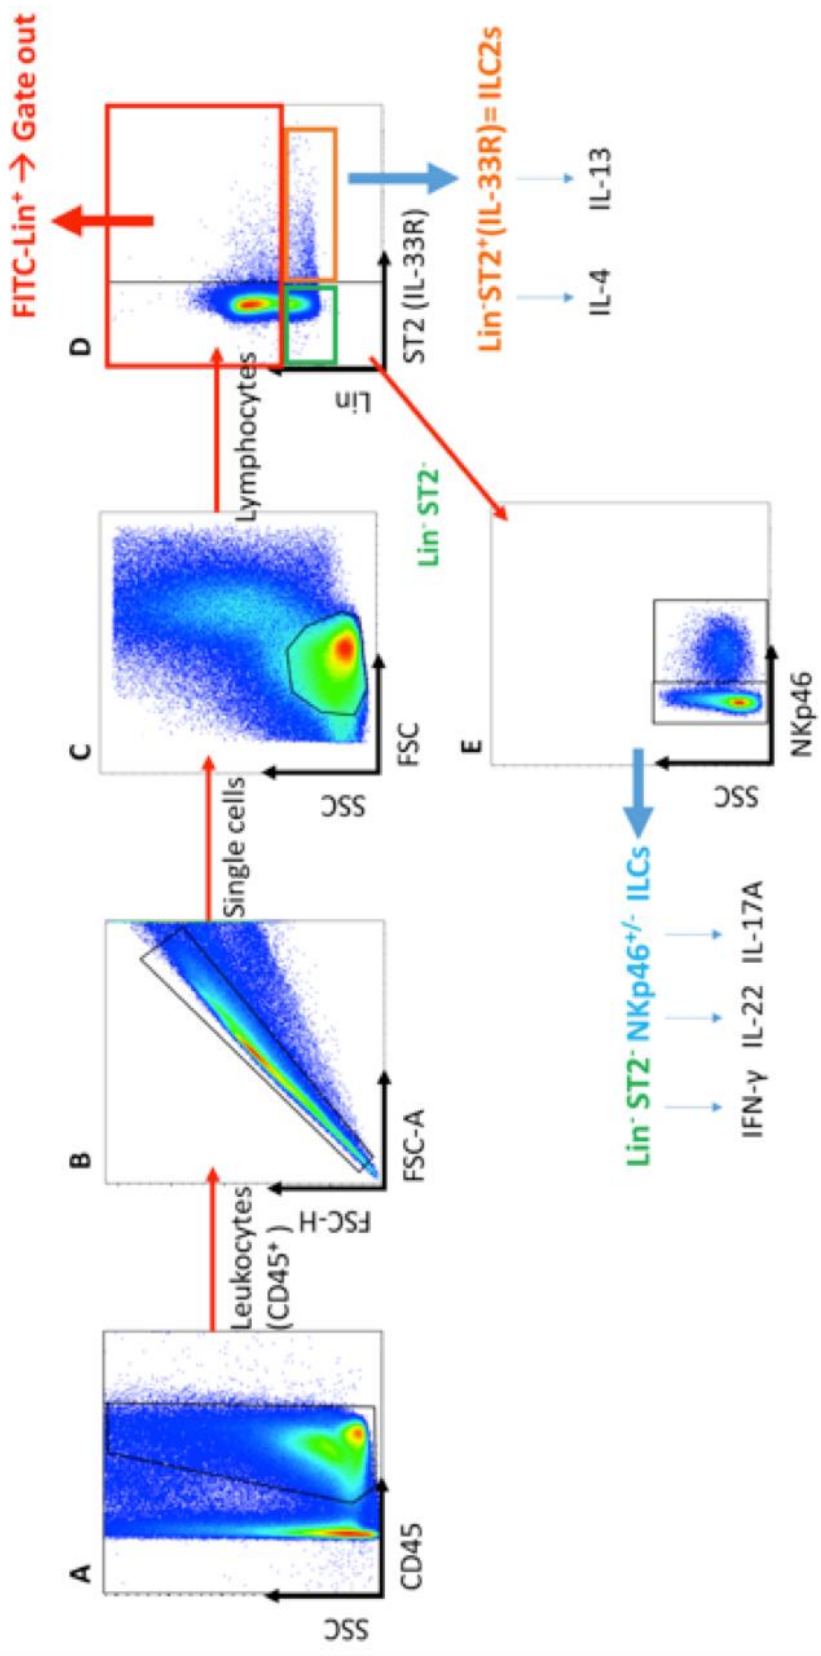 FITC-Lin⁺ → Gate out
A
SSC
CD45
Leukocytes
(CD45⁺ )
B
FSC-H
FSC-A
Single cells
C
SSC
FSC
Lymphocytes
D
Lin
ST2 (IL-33R)
Lin⁻ST2⁺(IL-33R)= ILC2s
IL-4 IL-13
Lin⁻ ST2⁻
E
SSC
NKp46
Lin⁻ ST2⁻ NKp46⁺/⁻ ILCs
IFN-γ IL-22 IL-17A